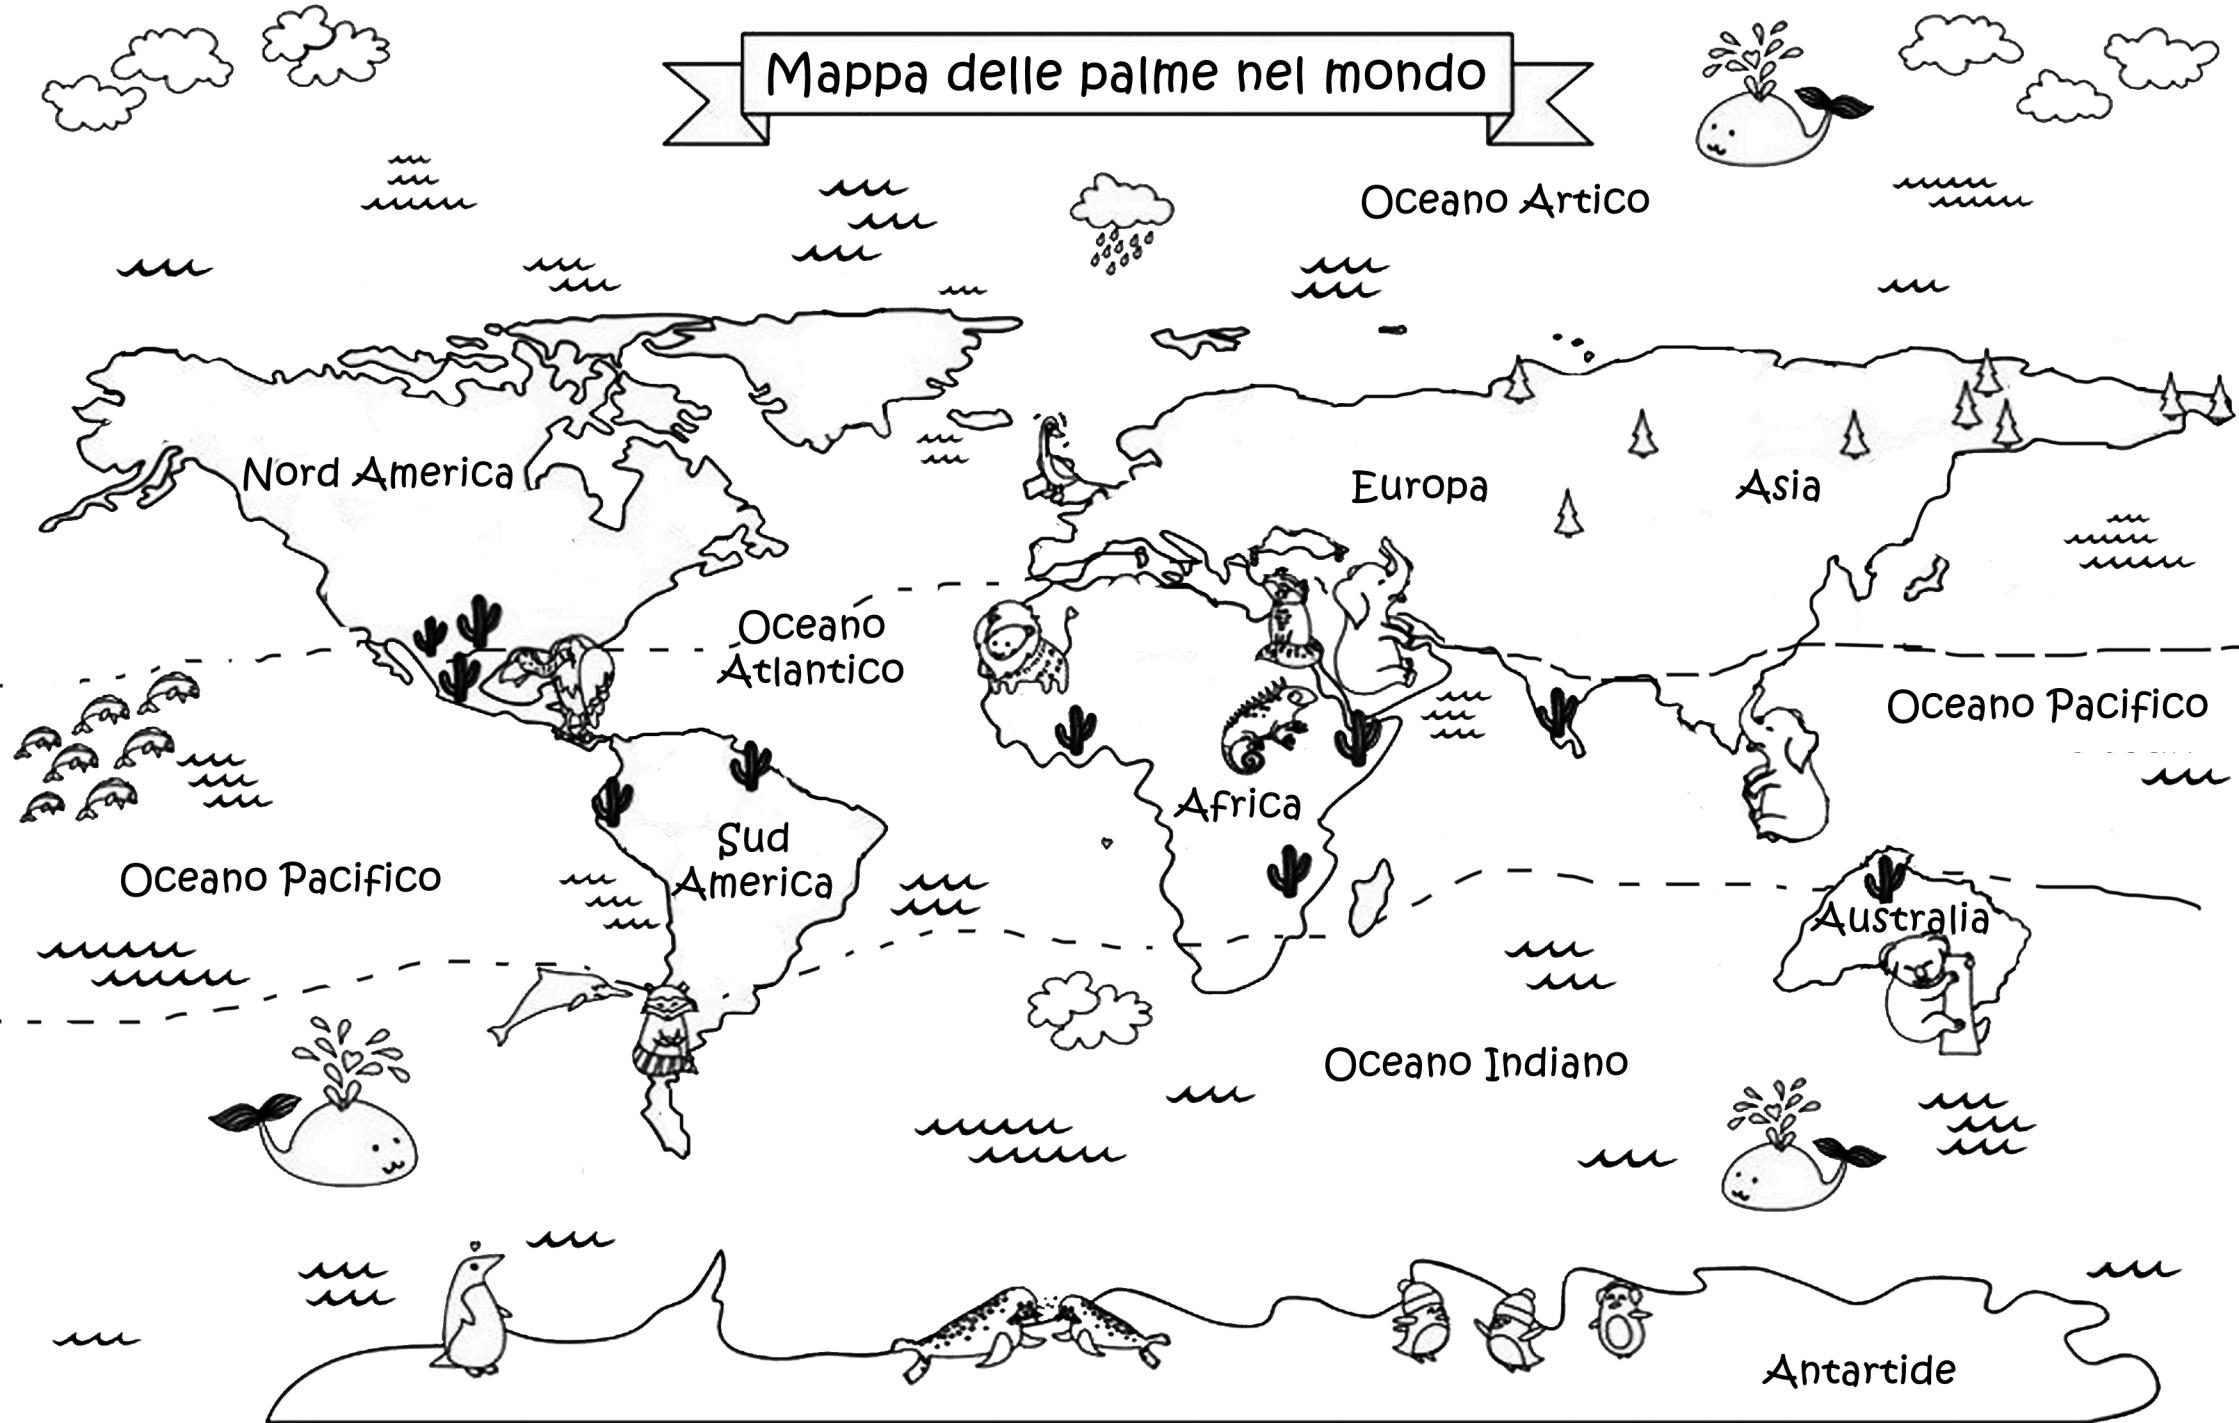 Mappa delle palme nel mondo
Oceano Artico
Nord America
Europa
Asia
Oceano
Atlantico
Oceano Pacifico
Africa
Sud
America
Oceano Pacifico
Australia
Oceano Indiano
Antartide